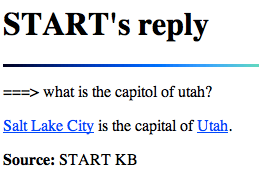 START's reply
===> what is the capitol of utah?
Salt Lake City is the capital of Utah.
Source: START KB